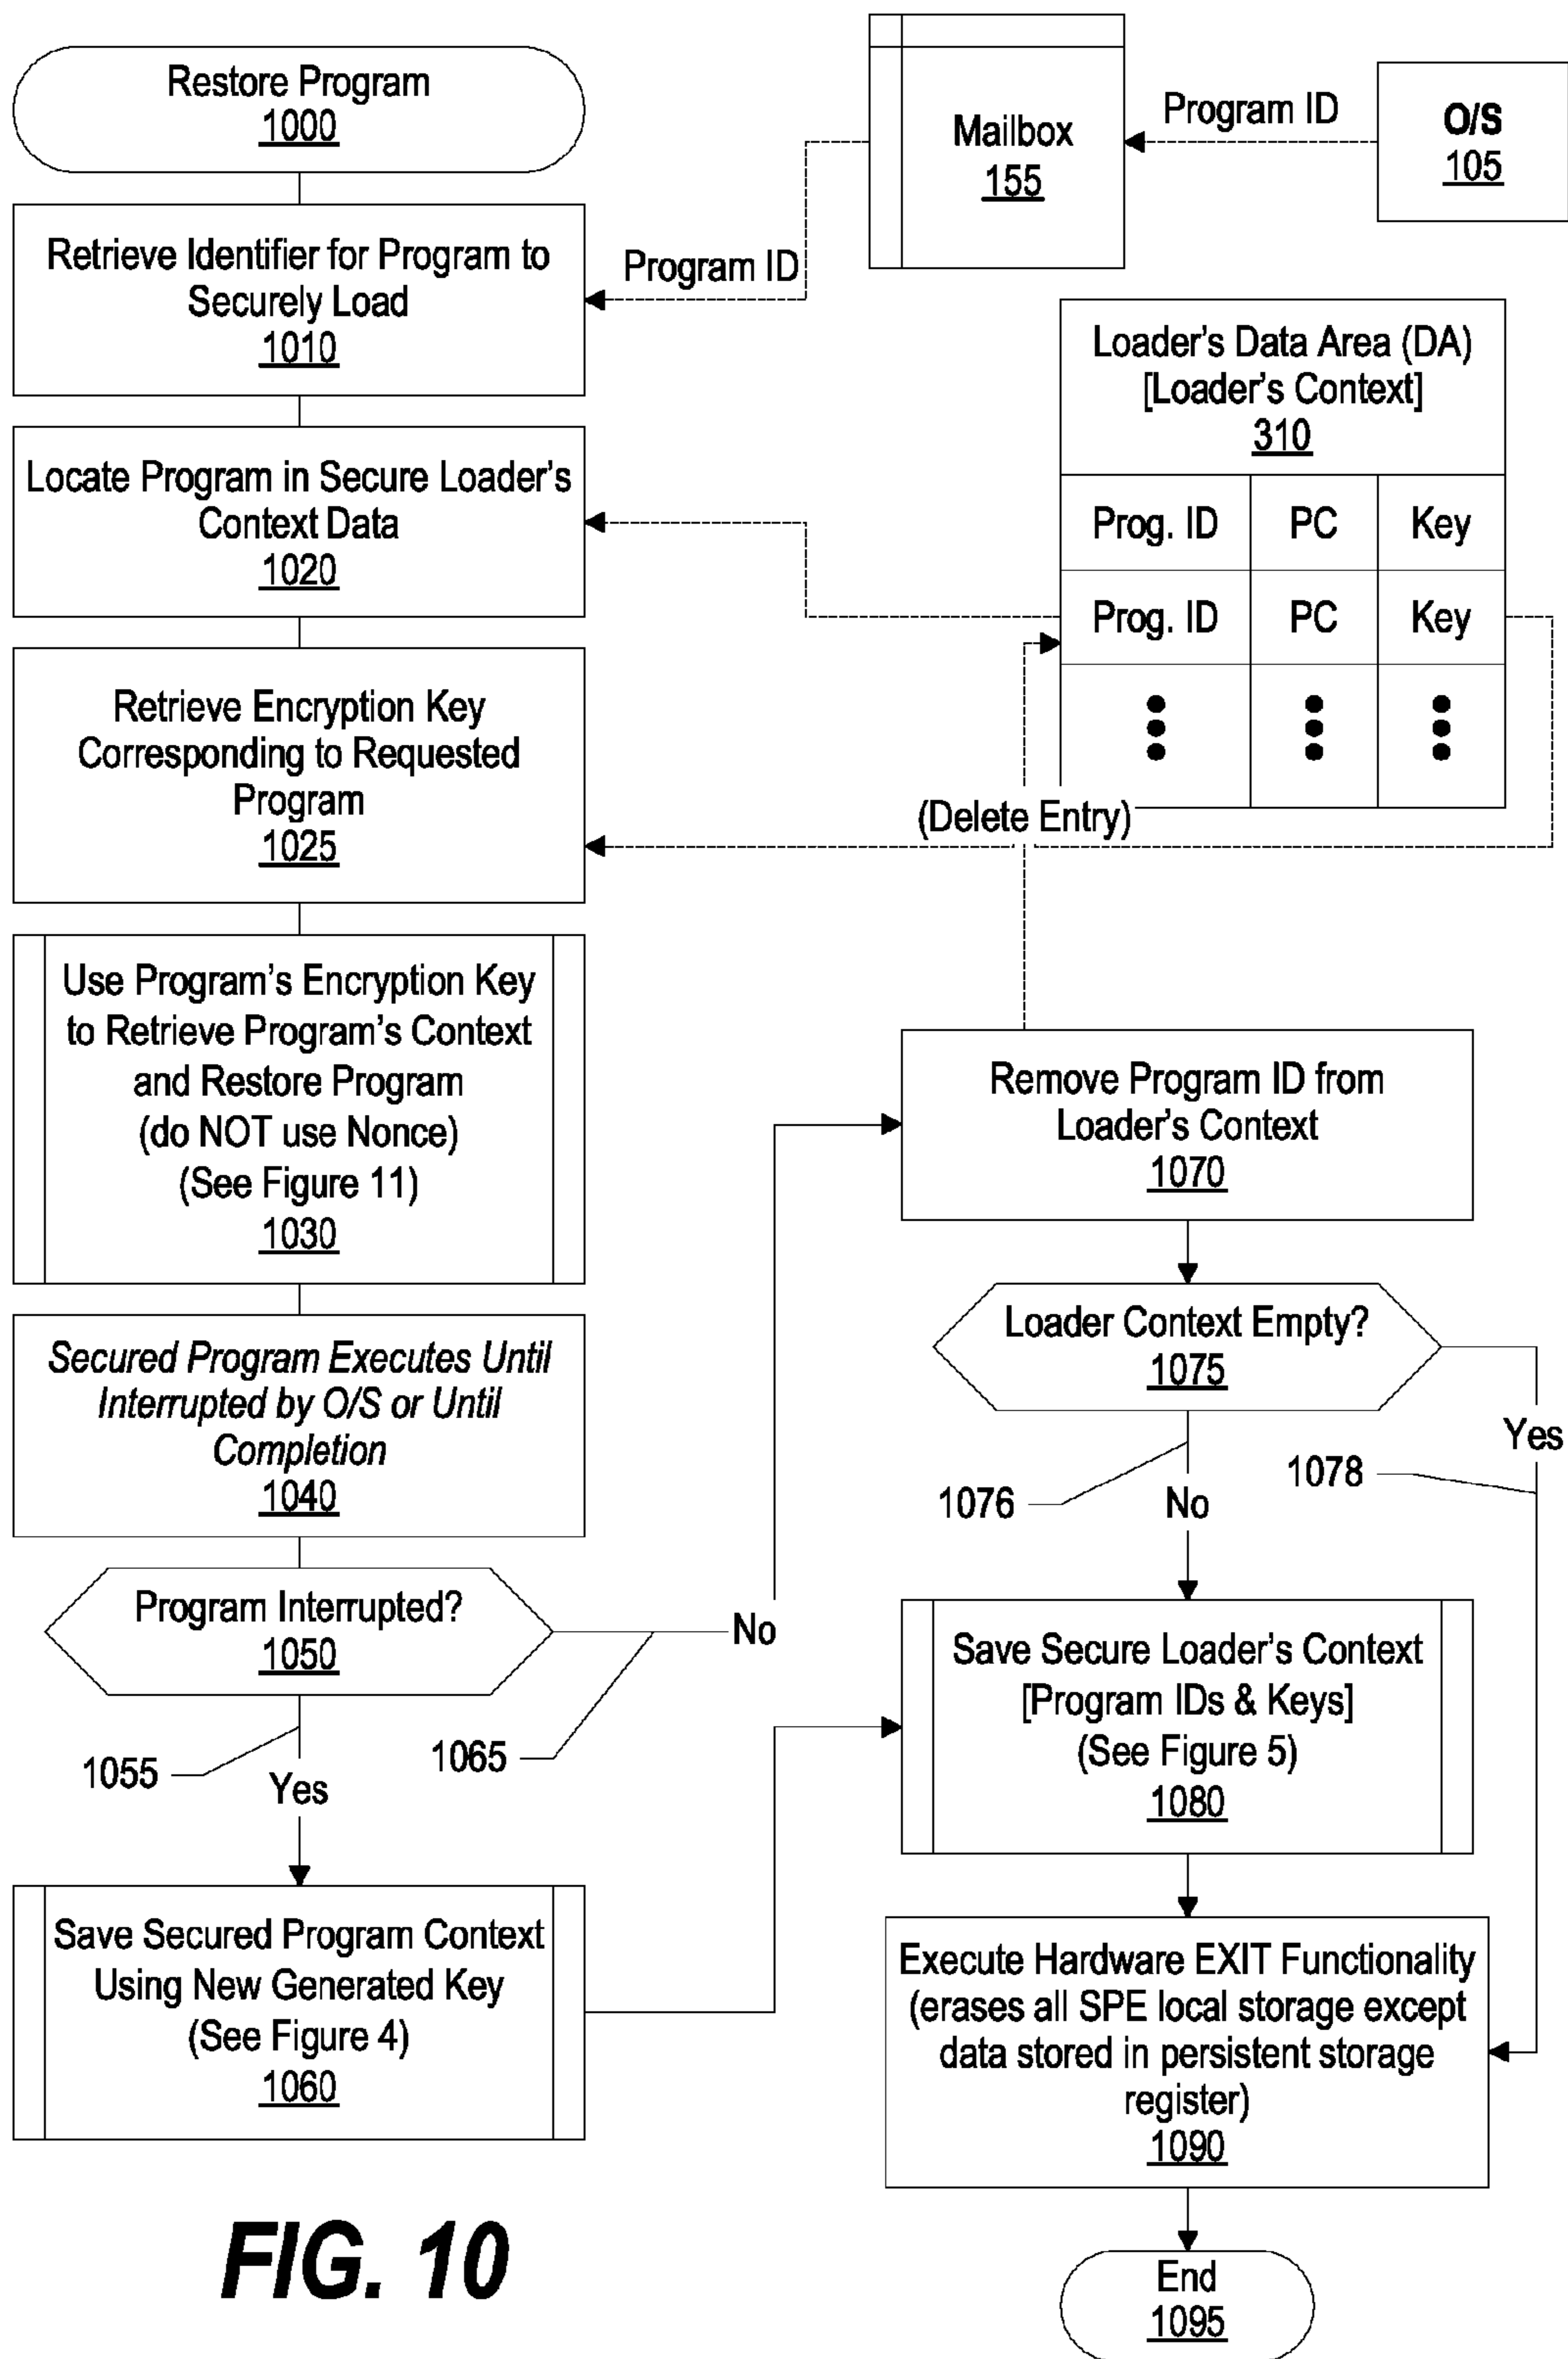 Restore Program
1000
Mailbox
155
Program ID
O/S
105
Retrieve Identifier for Program to
Securely Load
1010
Program ID
Loader's Data Area (DA)
[Loader's Context]
310
Prog. ID PC Key
Prog. ID PC Key
Locate Program in Secure Loader's
Context Data
1020
Retrieve Encryption Key
Corresponding to Requested
Program
1025
(Delete Entry)
Use Program's Encryption Key
to Retrieve Program's Context
and Restore Program
(do NOT use Nonce)
(See Figure 11)
1030
Secured Program Executes Until
Interrupted by O/S or Until
Completion
1040
Program Interrupted?
1050
No
1065
1055
Yes
Save Secured Program Context
Using New Generated Key
(See Figure 4)
1060
Remove Program ID from
Loader's Context
1070
Loader Context Empty?
1075
Yes
1078
1076
No
Save Secure Loader's Context
[Program IDs & Keys]
(See Figure 5)
1080
Execute Hardware EXIT Functionality
(erases all SPE local storage except
data stored in persistent storage
register)
1090
End
1095
FIG. 10